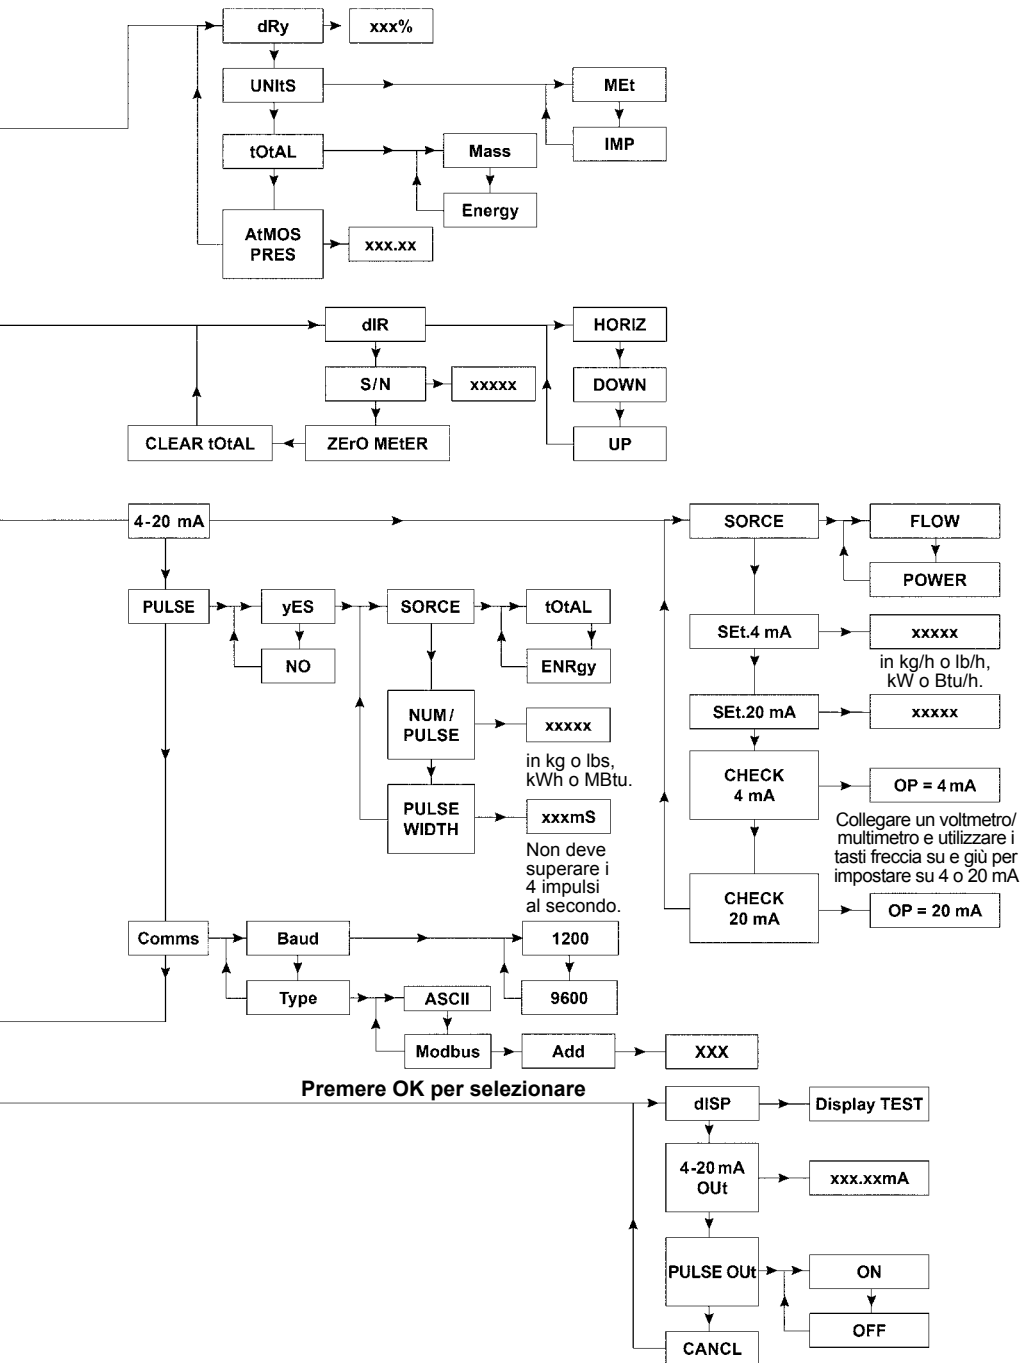 dRy
xxx%
UNItS
MEt
IMP
tOtAL
Mass
Energy
AtMOS
PRES
xxx.xx
dIR
HORIZ
S/N
xxxxx
DOWN
CLEAR tOtAL
ZErO MEtER
UP
4-20 mA
SORCE
FLOW
POWER
PULSE
yES
SORCE
tOtAL
NO
ENRgy
SEt.4 mA
xxxxx
in kg/h o lb/h,
kW o Btu/h.
NUM/
PULSE
xxxxx
in kg o lbs,
kWh o MBtu.
SEt.20 mA
xxxxx
PULSE
WIDTH
xxxmS
Non deve
superare i
4 impulsi
al secondo.
CHECK
4 mA
OP = 4 mA
Collegare un voltmetro/
multimetro e utilizzare i
tasti freccia su e giù per
impostare su 4 o 20 mA
CHECK
20 mA
OP = 20 mA
Comms
Baud
1200
Type
ASCII
9600
Modbus
Add
XXX
Premere OK per selezionare
dISP
Display TEST
4-20 mA
OUt
xxx.xxmA
PULSE OUt
ON
OFF
CANCL